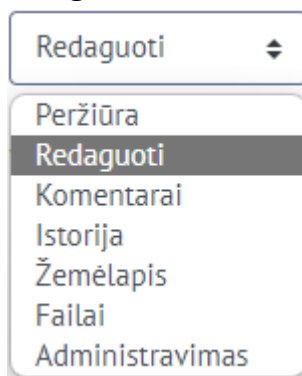 Redaguoti
Peržiūra
Redaguoti
Komentarai
Istorija
Žemėlapis
Failai
Administravimas